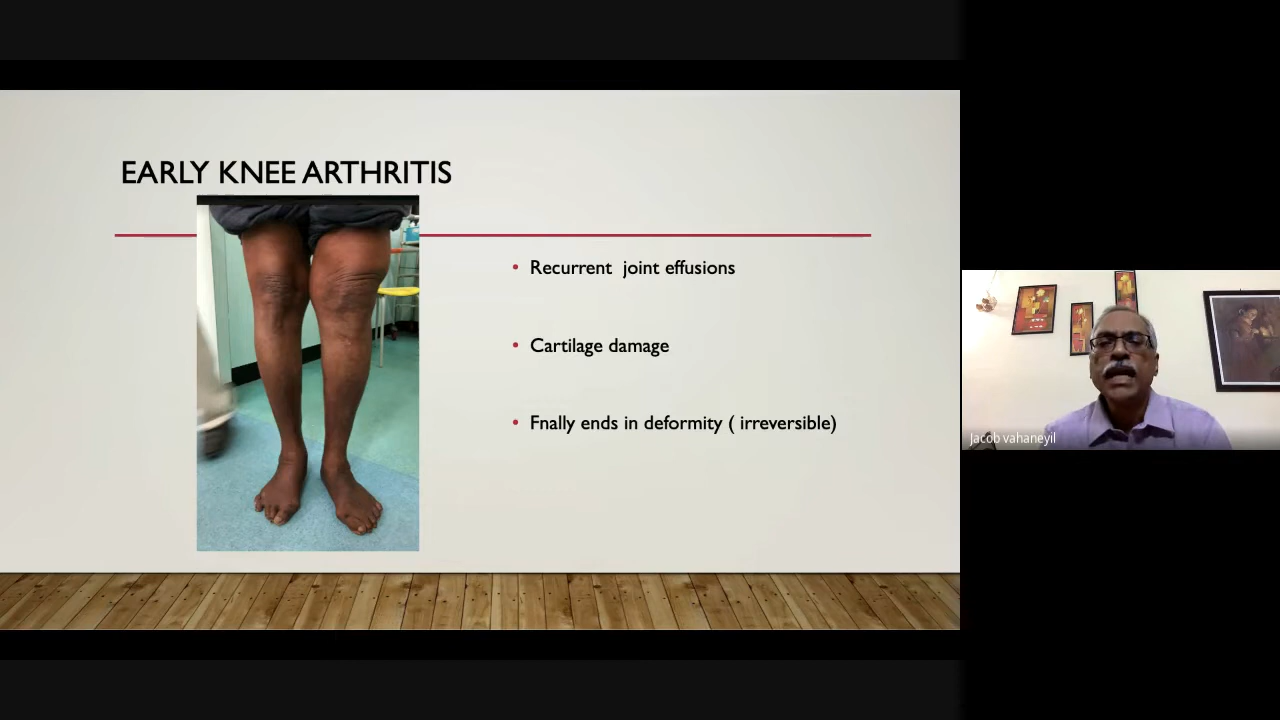 EARLY KNEE ARTHRITIS
Recurrent joint effusions
Cartilage damage
Fnally ends in deformity ( irreversible)
Jacob vahaneyil